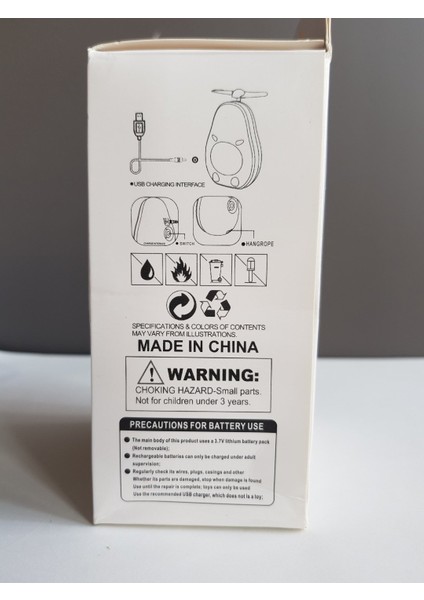 USB CHARGING INTERFACE
SWITCH
HANGROPE
SPECIFICATIONS & COLORS OF CONTENTS
MAY VARY FROM ILLUSTRATIONS.
MADE IN CHINA
WARNING:
CHOKING HAZARD-Small parts.
Not for children under 3 years.
PRECAUTIONS FOR BATTERY USE
The main body of this product uses a 3.7V lithium battery pack
(Not removable);
Rechargeable batteries can only be charged under adult
supervision;
Regularly check its wires, plugs, casings and other
Whether its parts are damaged, stop when damage is found
Use until the repair is complete; toys can only be used
Use the recommended USB charger, which does not is a toy;